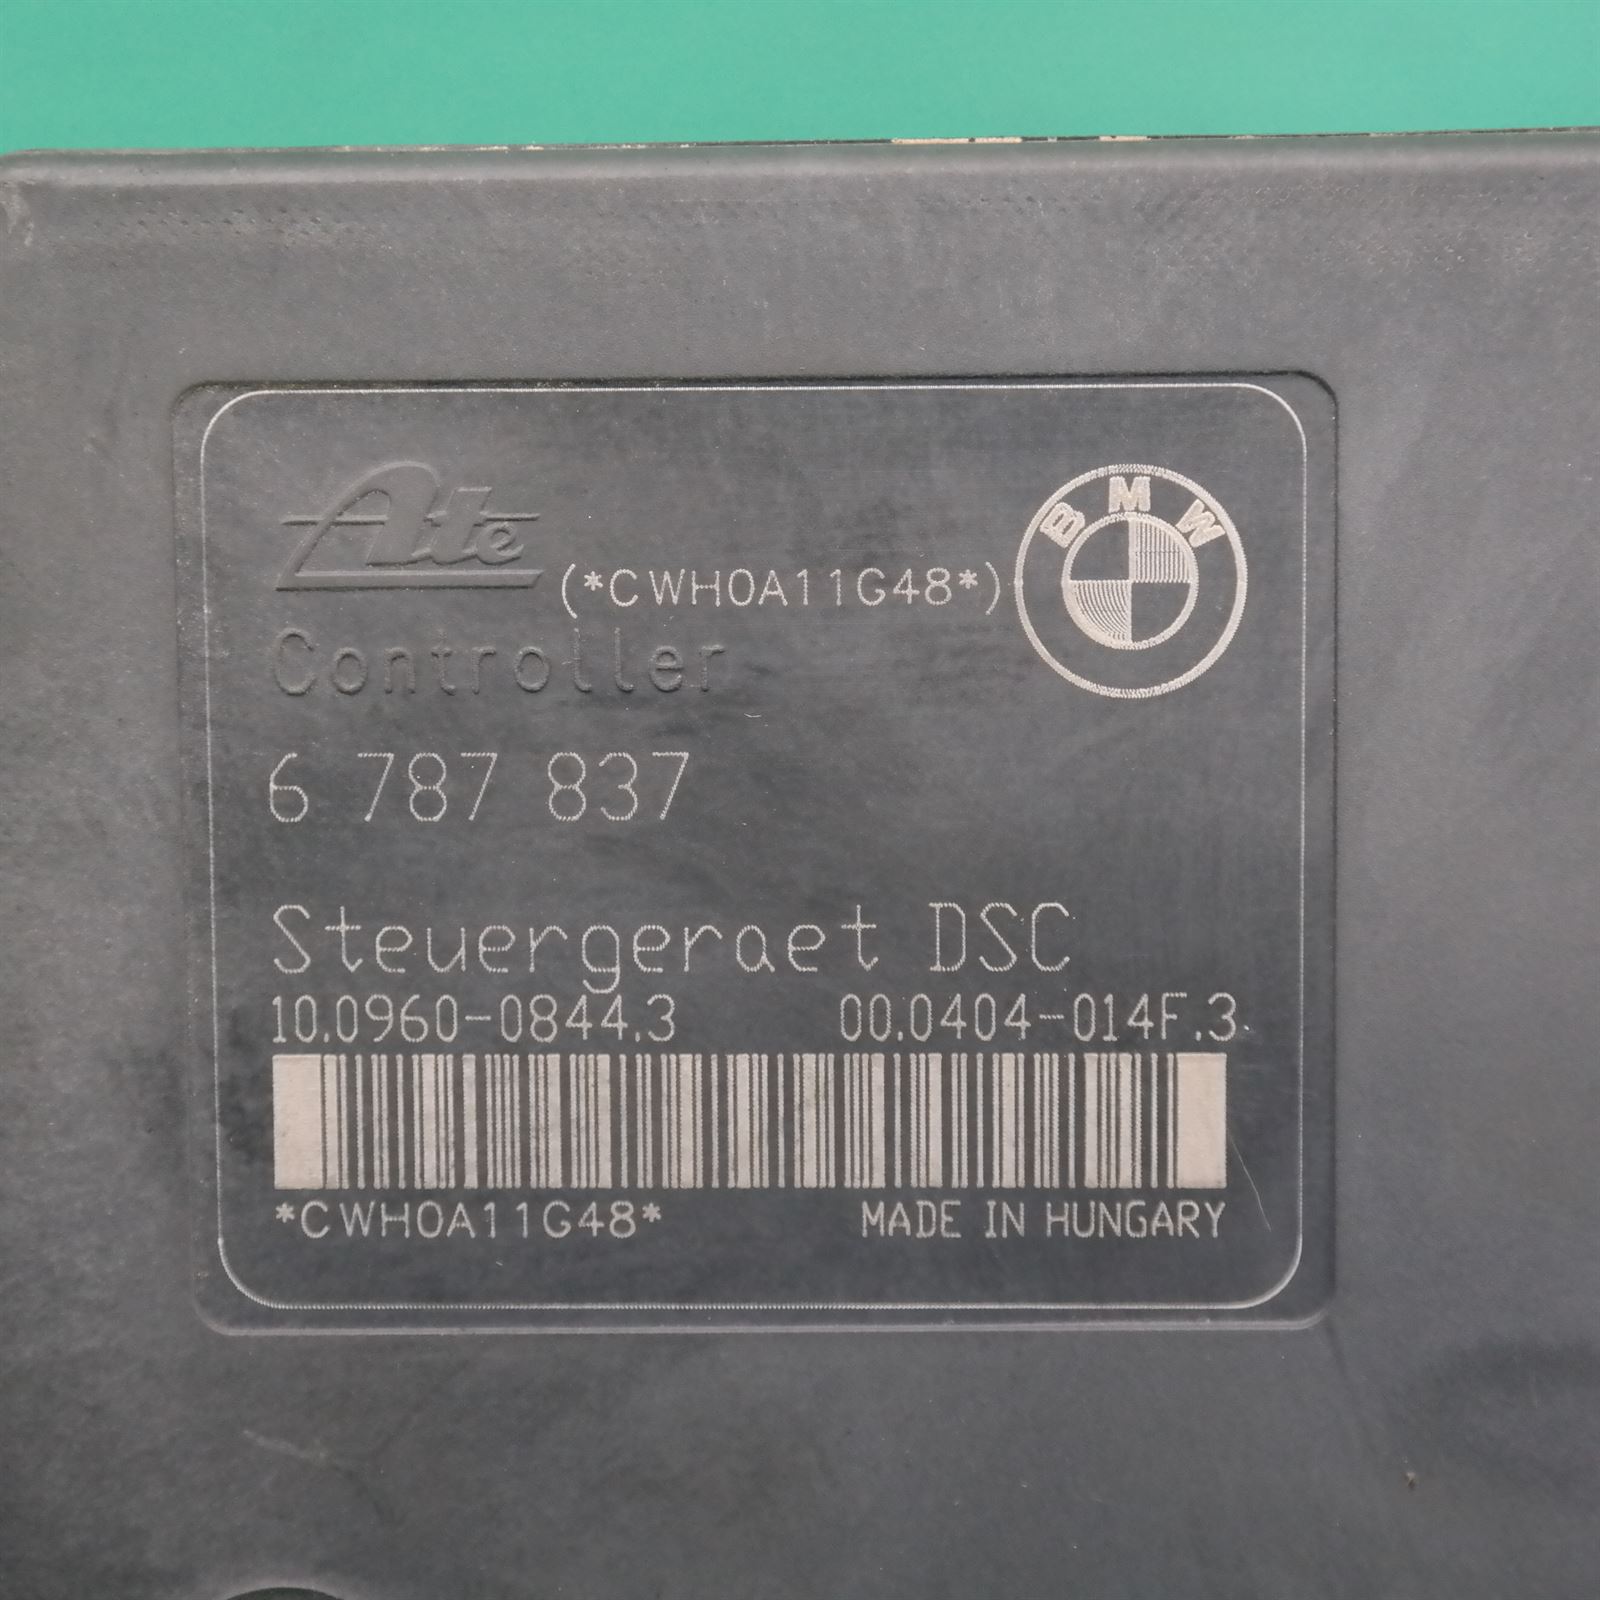 Ate
(*CWH0A11G48*)
BMW
Controller
6 787 837
Steuergeraet DSC
10.0960-0844.3 00.0404-014F.3
*CWH0A11G48* MADE IN HUNGARY